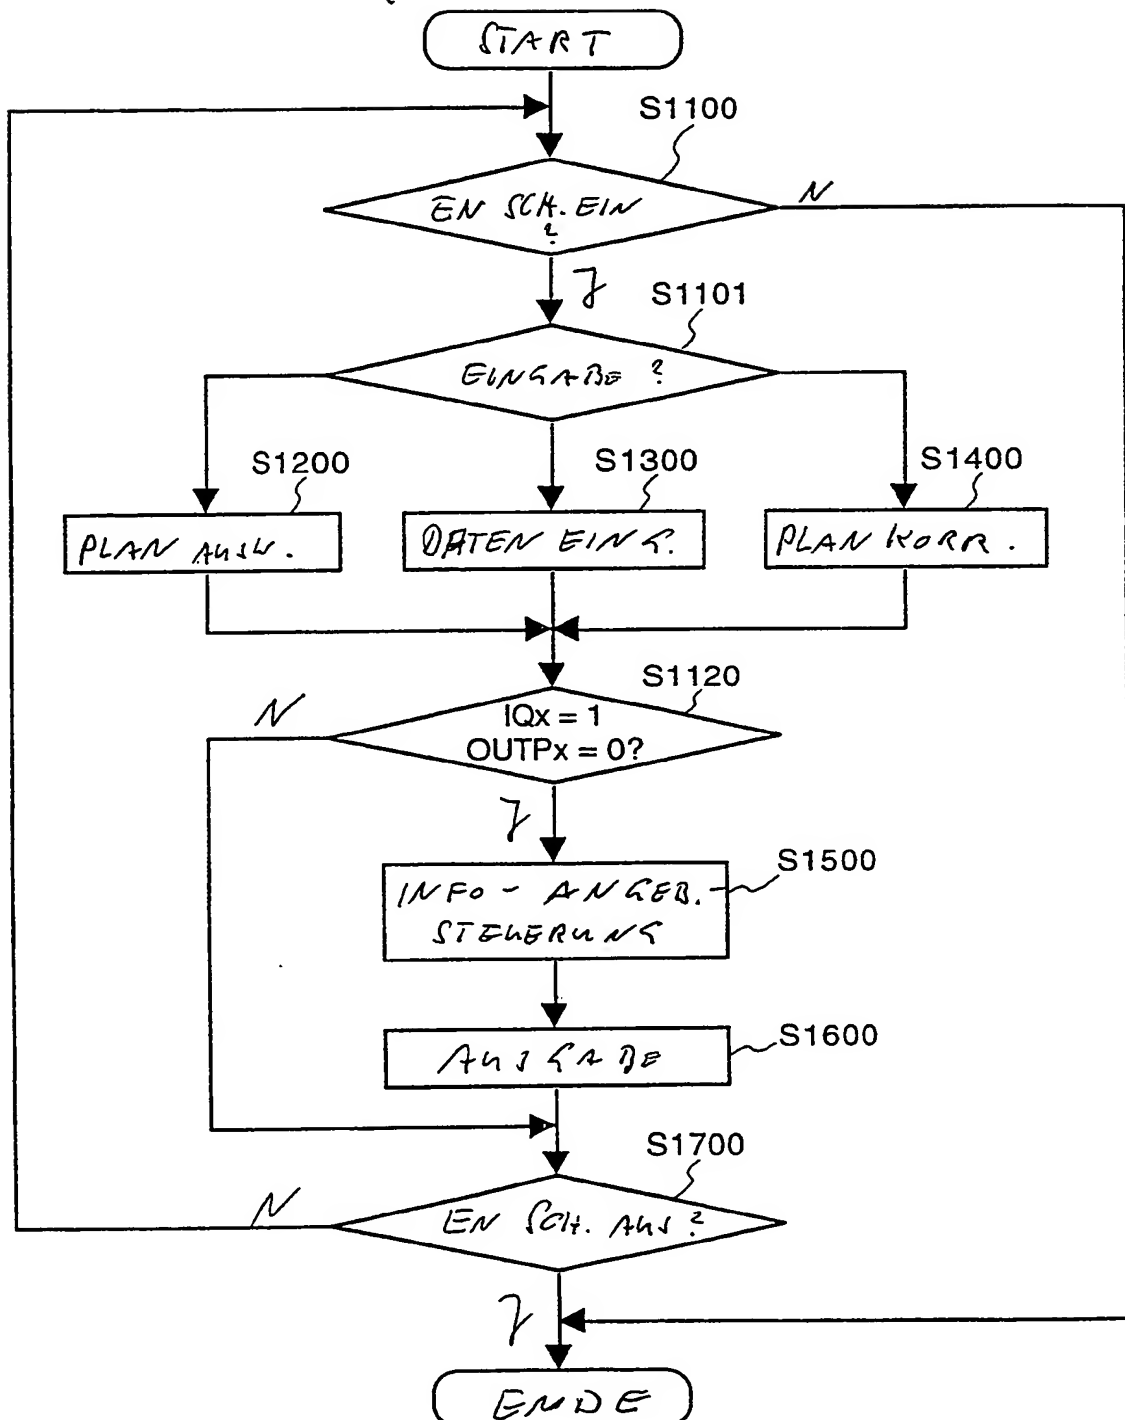 START
S1100
EN SCH. EIN
?
N
J
S1101
EINGABE ?
S1200
S1300
S1400
PLAN AUSW.
DATEN EING.
PLAN KORR.
S1120
N
IQx = 1
OUTPx = 0?
J
S1500
INFO - ANGEB.
STEUERUNG
S1600
AUSGABE
S1700
N
EN SCH. AUS ?
J
ENDE